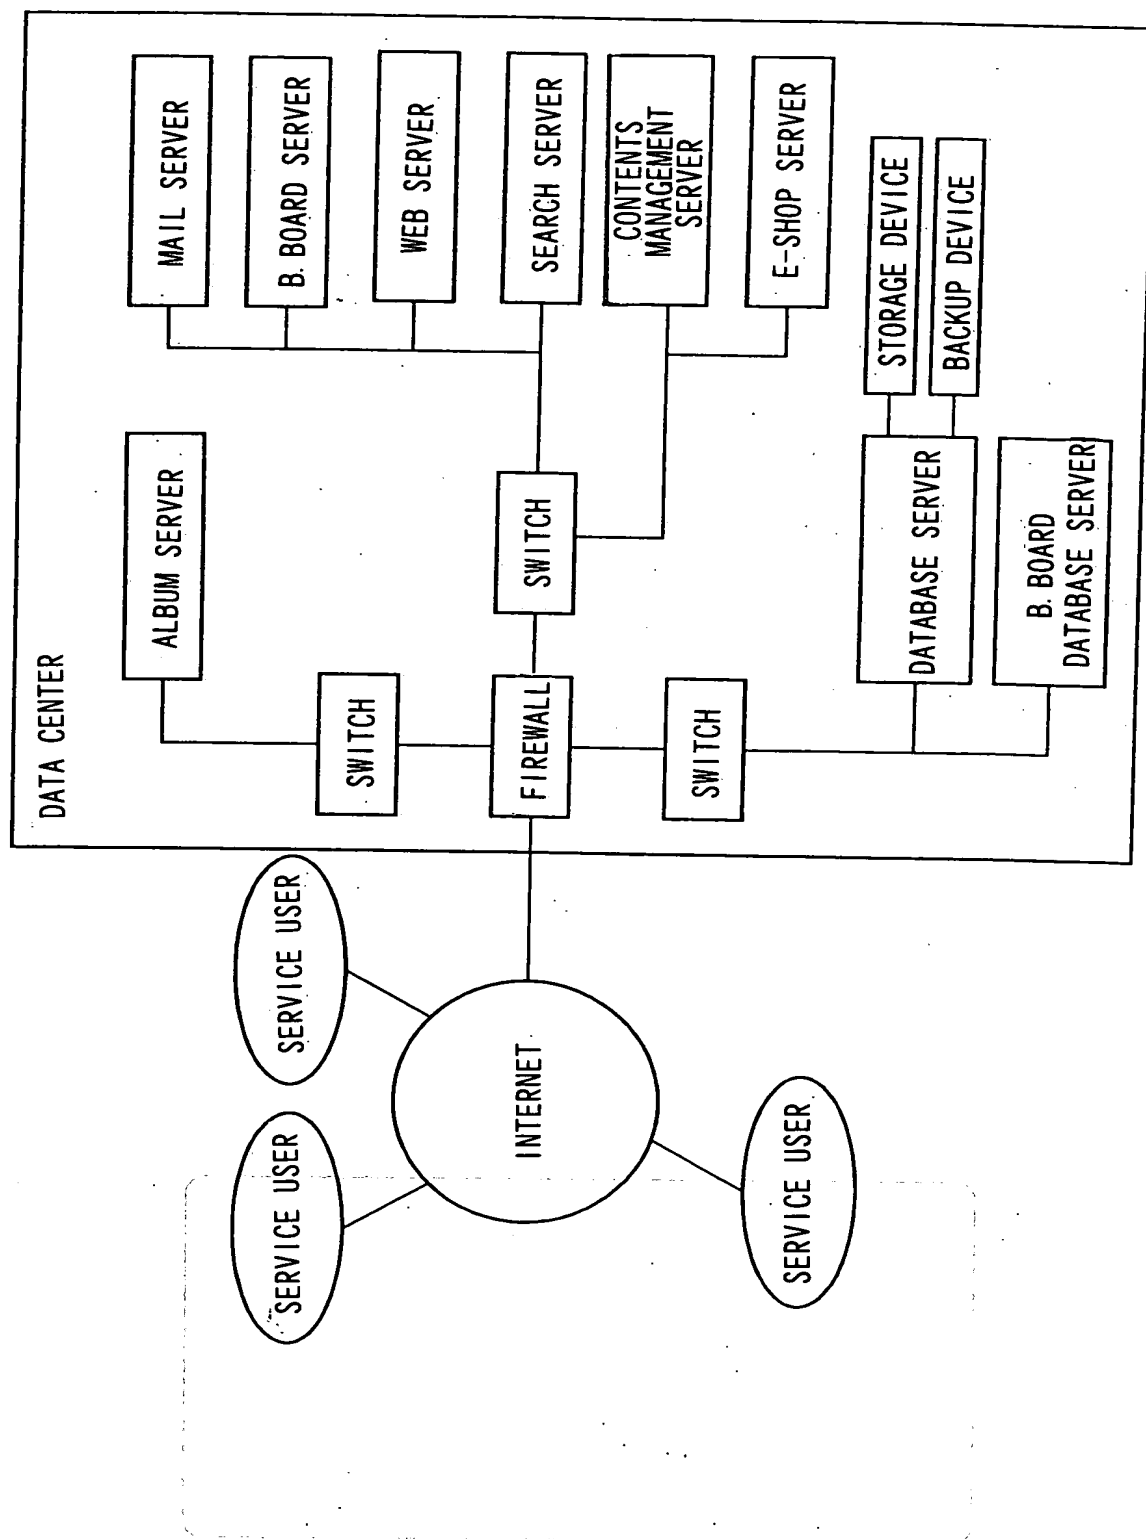 DATA CENTER
ALBUM SERVER
MAIL SERVER
B. BOARD SERVER
WEB SERVER
SEARCH SERVER
CONTENTS
MANAGEMENT
SERVER
E-SHOP SERVER
SWITCH
SWITCH
FIREWALL
SWITCH
STORAGE DEVICE
BACKUP DEVICE
DATABASE SERVER
B. BOARD
DATABASE SERVER
SERVICE USER
SERVICE USER
INTERNET
SERVICE USER